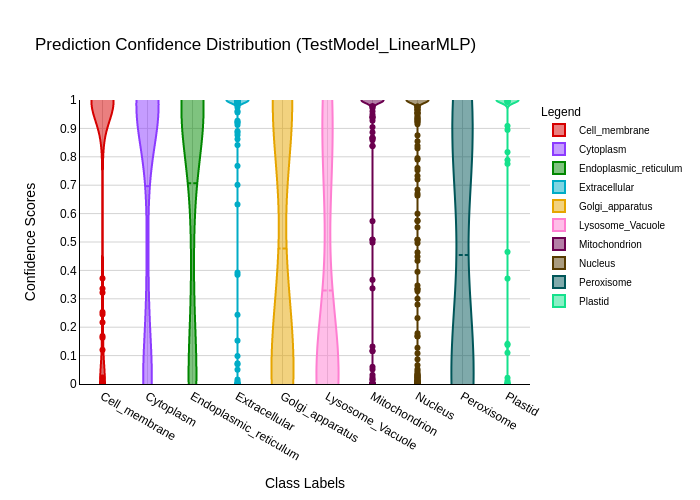 Prediction Confidence Distribution (TestModel_LinearMLP)
Legend
Cell_membrane
Cytoplasm
Endoplasmic_reticulum
Extracellular
Golgi_apparatus
Lysosome_Vacuole
Mitochondrion
Nucleus
Peroxisome
Plastid
Confidence Scores
1
0.9
0.8
0.7
0.6
0.5
0.4
0.3
0.2
0.1
0
Cell_membrane
Cytoplasm
Endoplasmic_reticulum
Extracellular
Golgi_apparatus
Lysosome_Vacuole
Mitochondrion
Nucleus
Peroxisome
Plastid
Class Labels